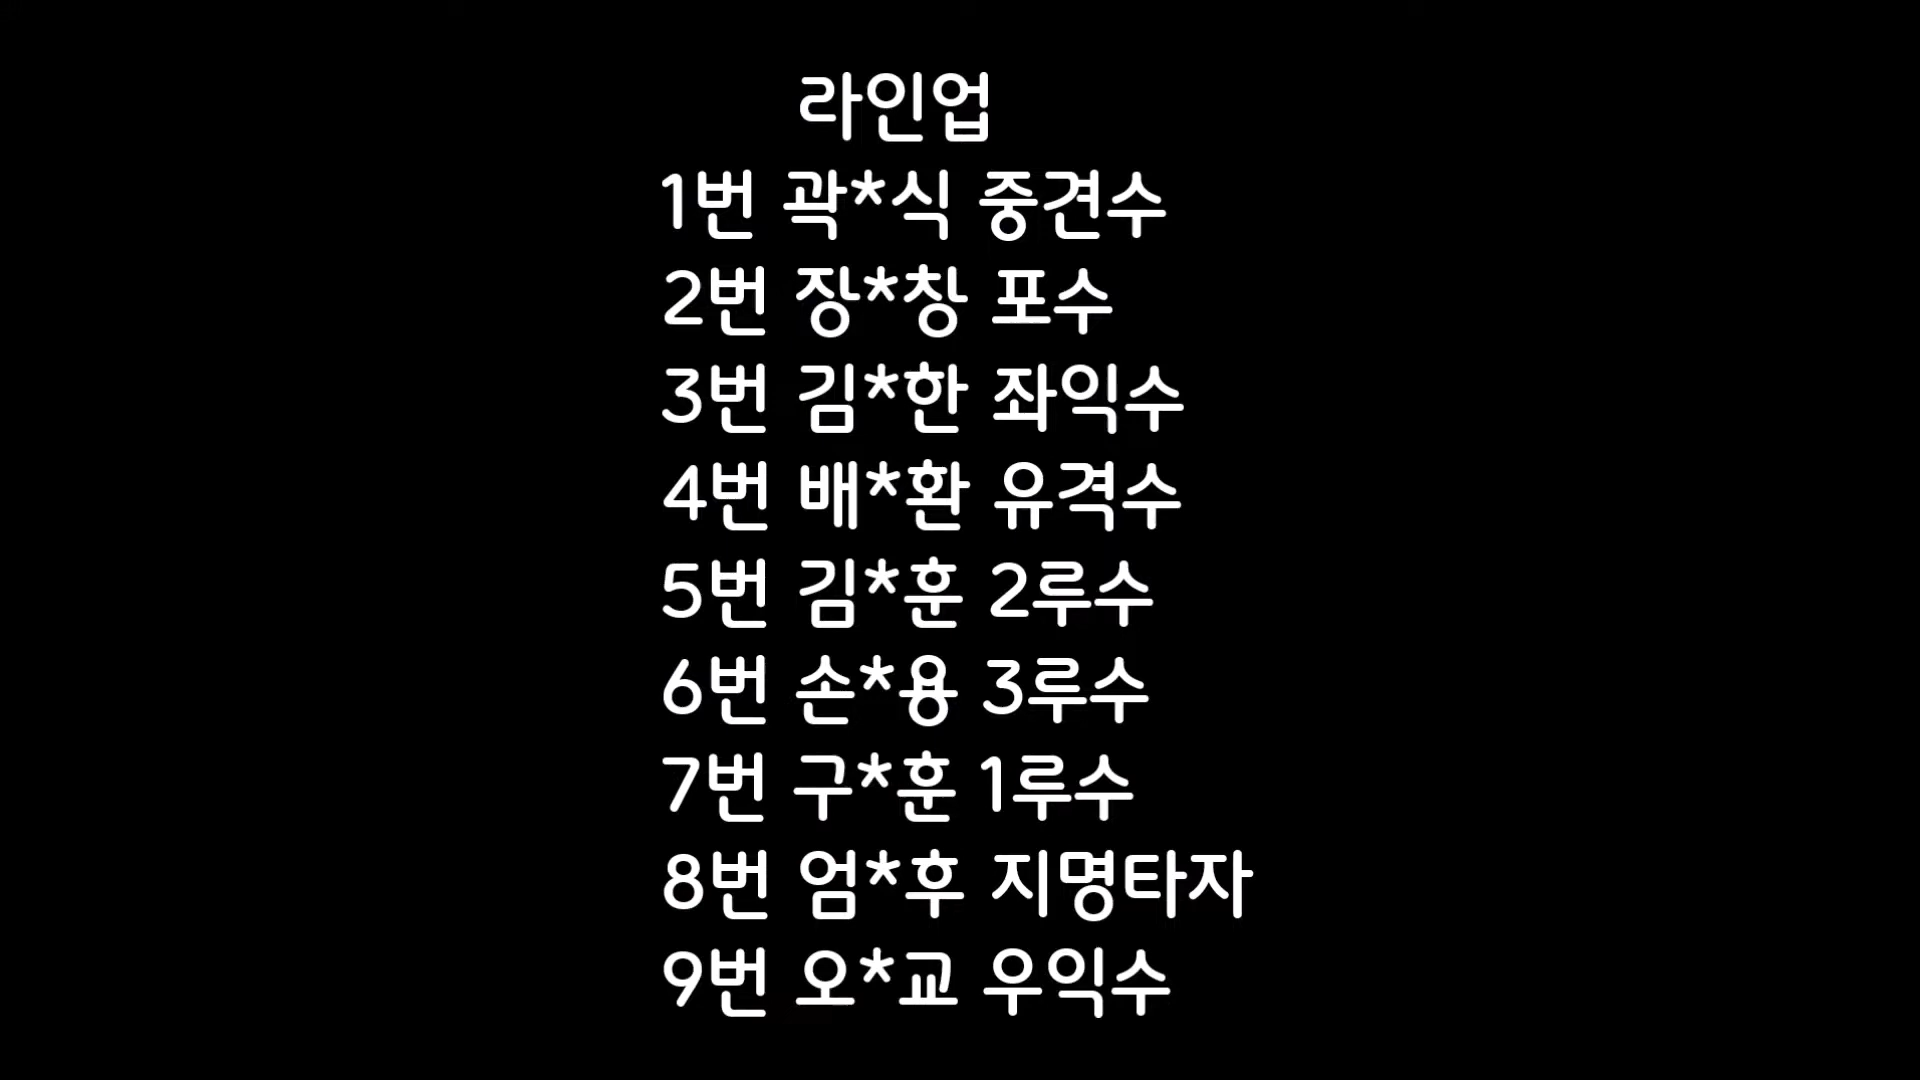 라인업
1번 곽*식 중견수
2번 장*창 포수
3번 김*한 좌익수
4번 배*환 유격수
5번 김*훈 2루수
6번 손*용 3루수
7번 구*훈 1루수
8번 엄*후 지명타자
9번 오*교 우익수